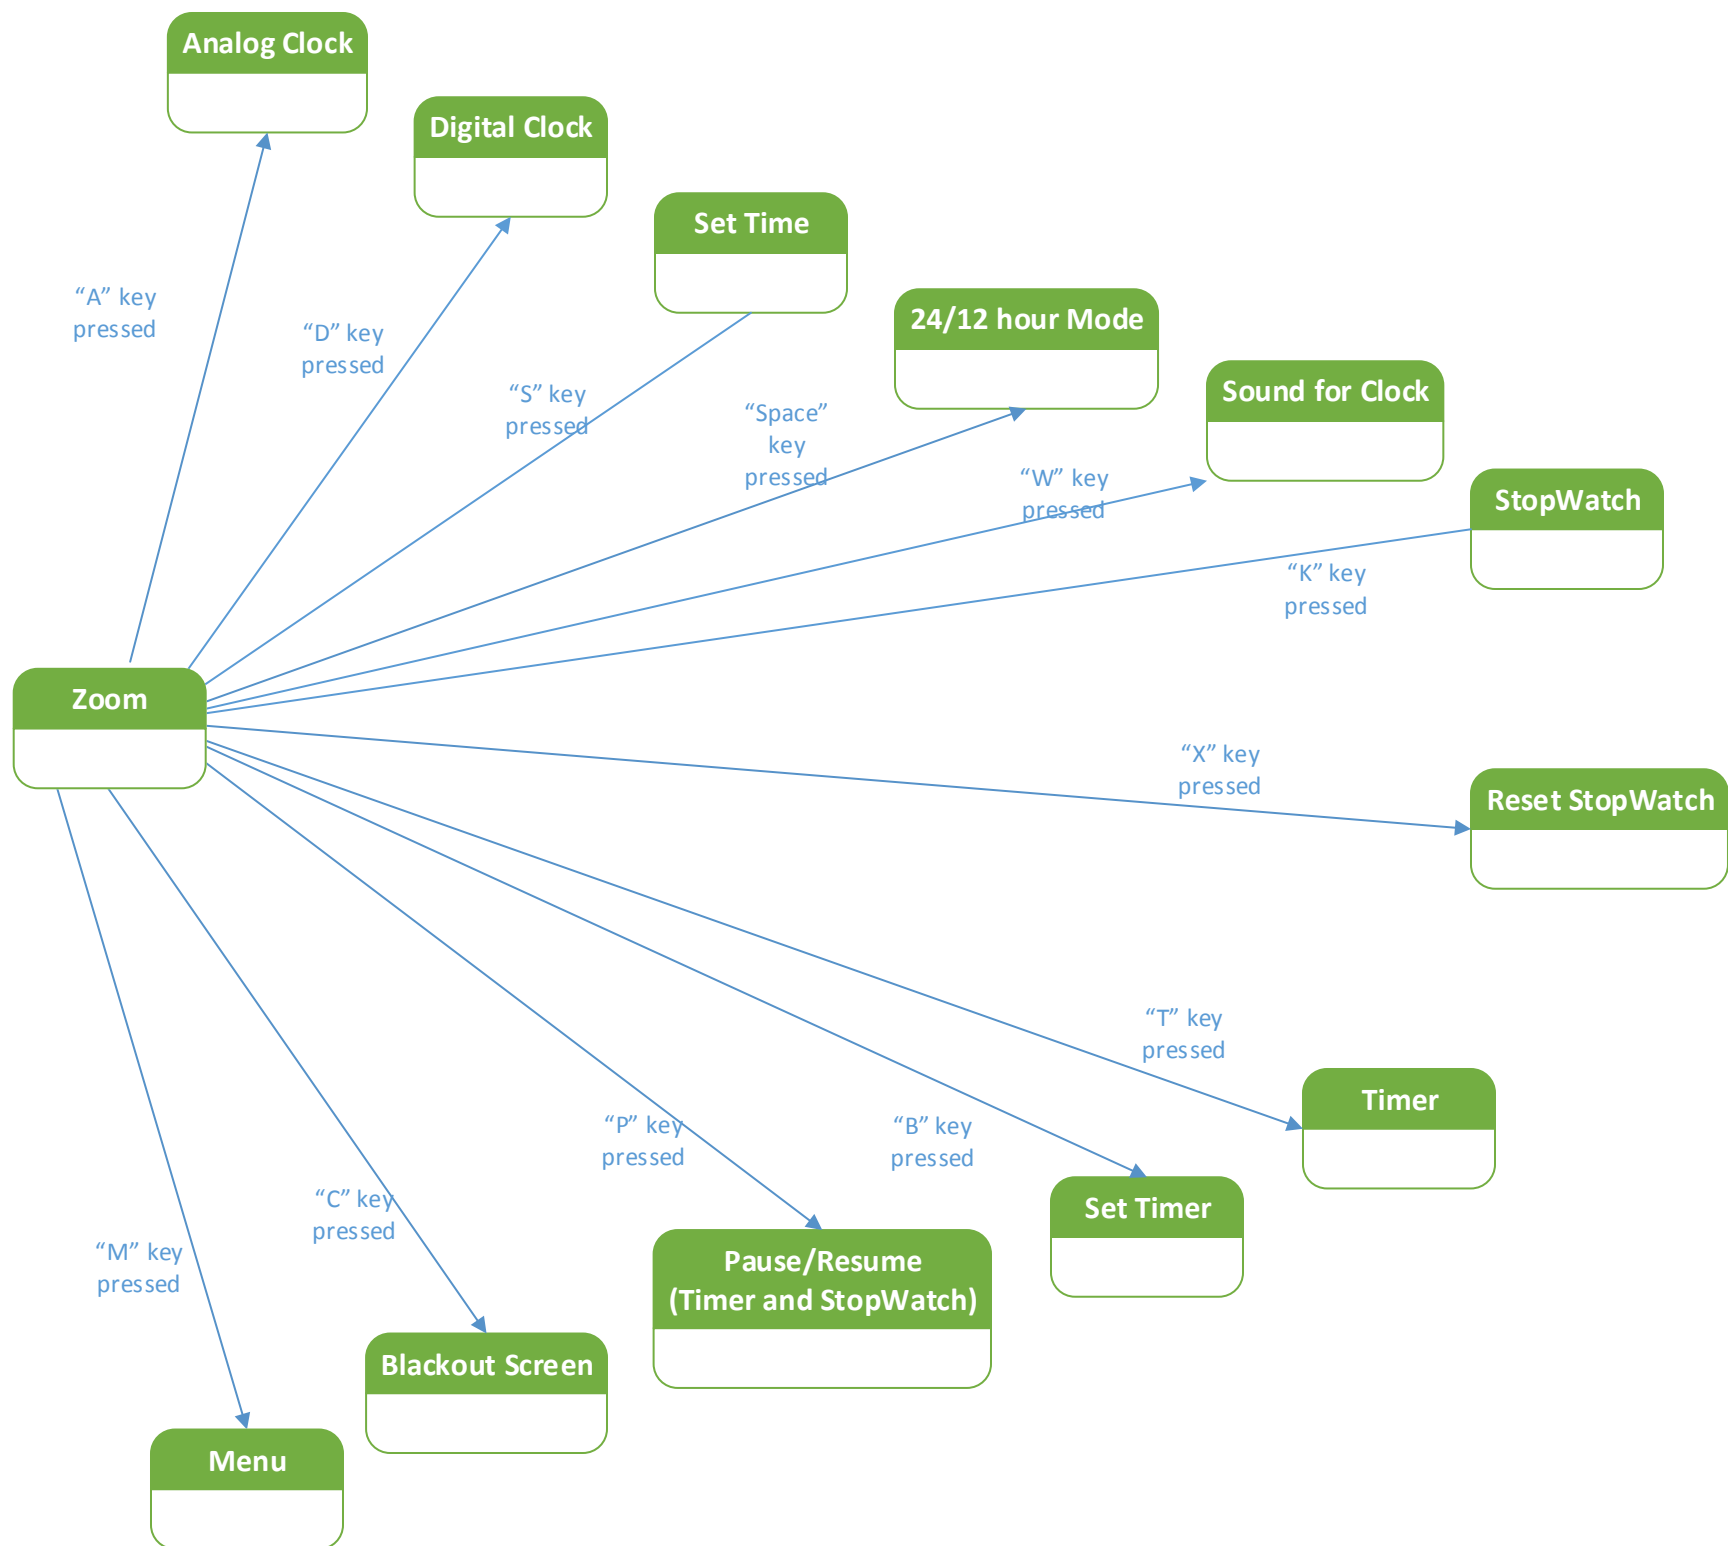 Analog Clock
Digital Clock
Set Time
“A” key
pressed
24/12 hour Mode
“D” key
pressed
Sound for Clock
“S” key
pressed
“Space”
key
pressed
“W” key
pressed
StopWatch
“K” key
pressed
Zoom
“X” key
pressed
Reset StopWatch
“T” key
pressed
Timer
“P” key
pressed
“B” key
pressed
Set Timer
“C” key
pressed
“M” key
pressed
Pause/Resume
(Timer and StopWatch)
Blackout Screen
Menu